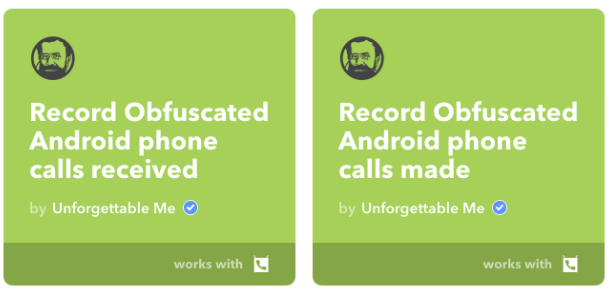 Record Obfuscated
Android phone
calls received
by Unforgettable Me
works with
Record Obfuscated
Android phone
calls made
by Unforgettable Me
works with